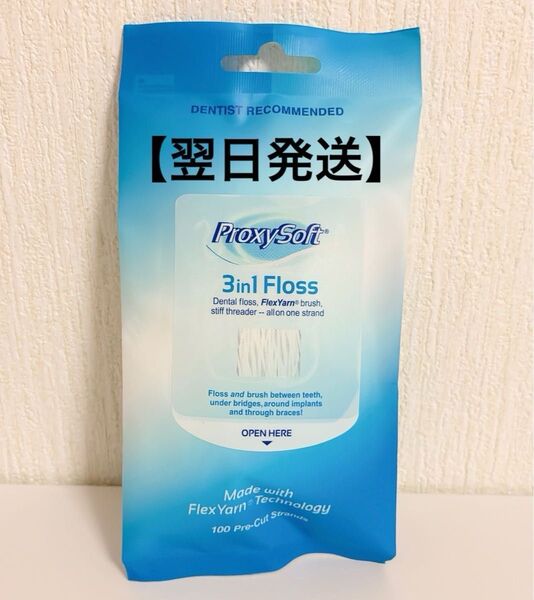 DENTIST RECOMMENDED
【翌日発送】
ProxySoft®
3in1 Floss
Dental floss, FlexYarn® brush,
stiff threader -- all on one strand
Floss and brush between teeth,
under bridges, around implants
and through braces!
OPEN HERE
Made with
FlexYarn® Technology
100 Pre-Cut Strands